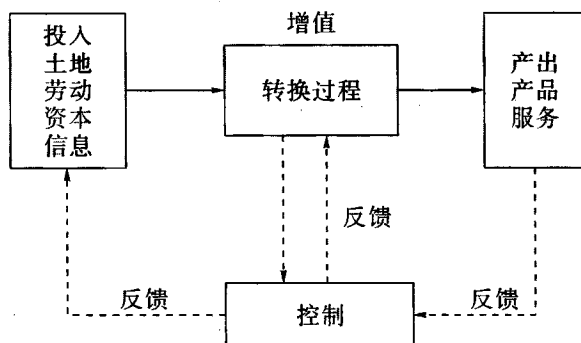 增值
投入
土地
劳动
资本
信息
转换过程
产出
产品
服务
反馈
反馈
控制
反馈